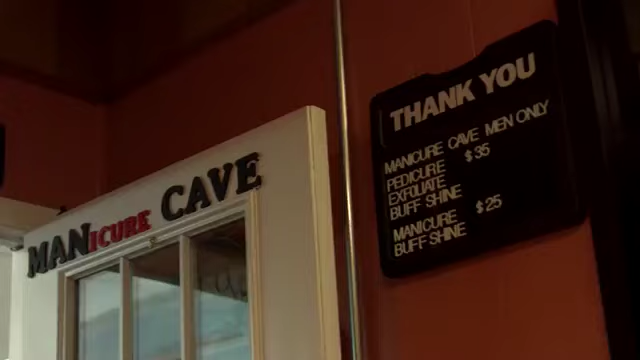 MANICURE CAVE
THANK YOU
MANICURE CAVE MEN ONLY
PEDICURE $35
EXFOLIATE
BUFF SHINE
MANICURE $25
BUFF SHINE